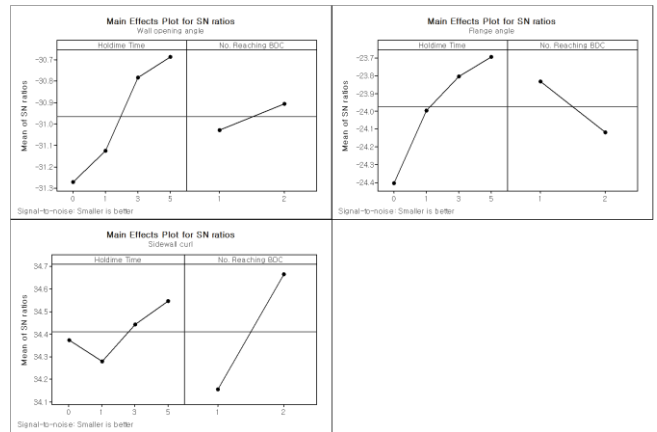 Main Effects Plot for SN ratios
Wall opening angle
Holdime Time
No. Reaching BDC
Mean of SN ratios
-30.7
-30.8
-30.9
-31.0
-31.1
-31.2
-31.3
0 1 3 5 1 2
Signal-to-noise: Smaller is better
Main Effects Plot for SN ratios
Flange angle
Holdime Time
No. Reaching BDC
Mean of SN ratios
-23.7
-23.8
-23.9
-24.0
-24.1
-24.2
-24.3
-24.4
0 1 3 5 1 2
Signal-to-noise: Smaller is better
Main Effects Plot for SN ratios
Sidewall curl
Holdime Time
No. Reaching BDC
Mean of SN ratios
34.7
34.6
34.5
34.4
34.3
34.2
34.1
0 1 3 5 1 2
Signal-to-noise: Smaller is better